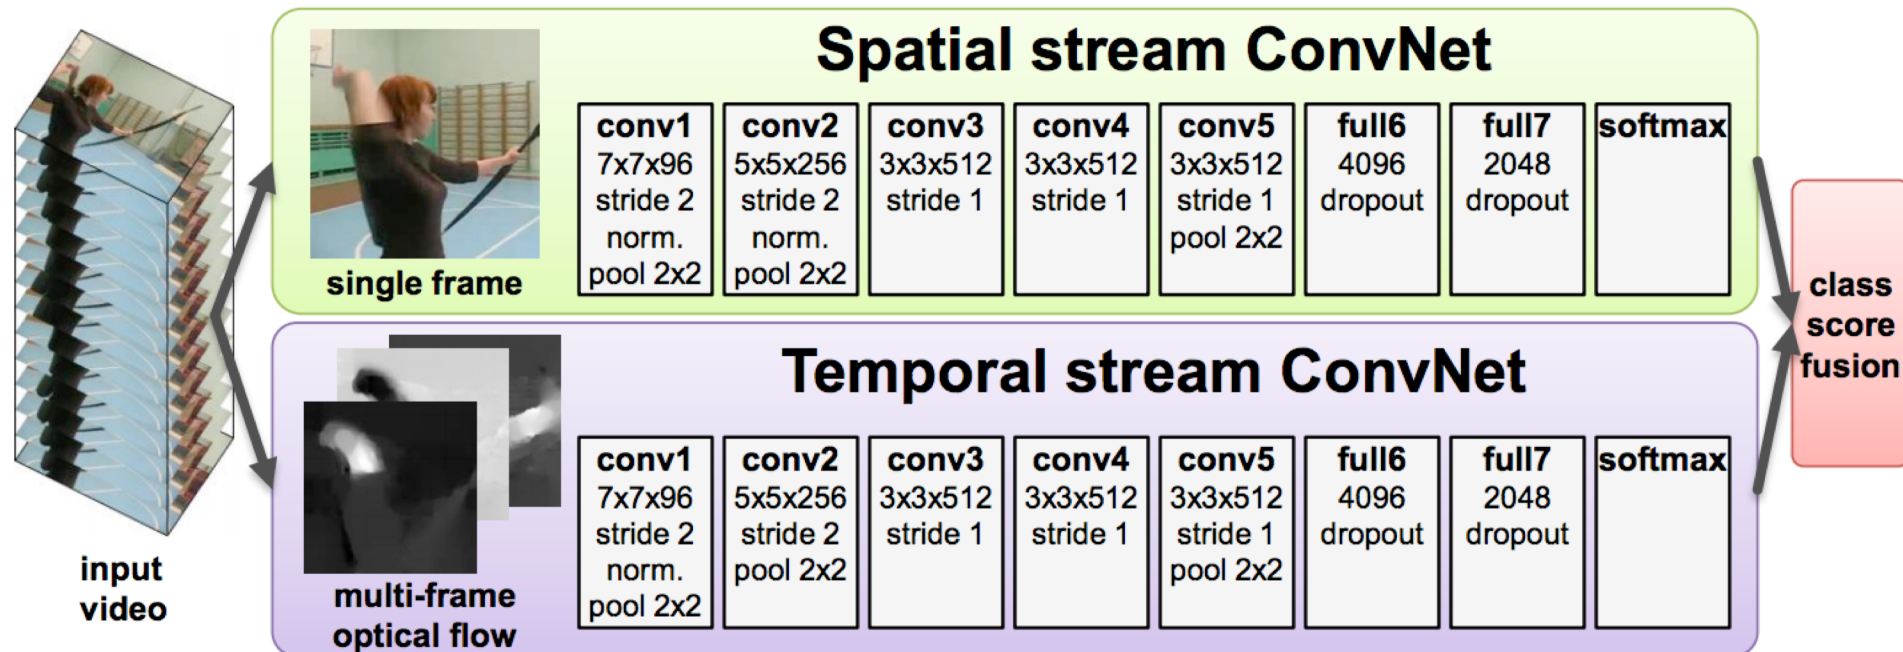 input
video
Spatial stream ConvNet
single frame
conv1
7x7x96
stride 2
norm.
pool 2x2
conv2
5x5x256
stride 2
norm.
pool 2x2
conv3
3x3x512
stride 1
conv4
3x3x512
stride 1
conv5
3x3x512
stride 1
pool 2x2
full6
4096
dropout
full7
2048
dropout
softmax
Temporal stream ConvNet
multi-frame
optical flow
conv1
7x7x96
stride 2
norm.
pool 2x2
conv2
5x5x256
stride 2
pool 2x2
conv3
3x3x512
stride 1
conv4
3x3x512
stride 1
conv5
3x3x512
stride 1
pool 2x2
full6
4096
dropout
full7
2048
dropout
softmax
class
score
fusion